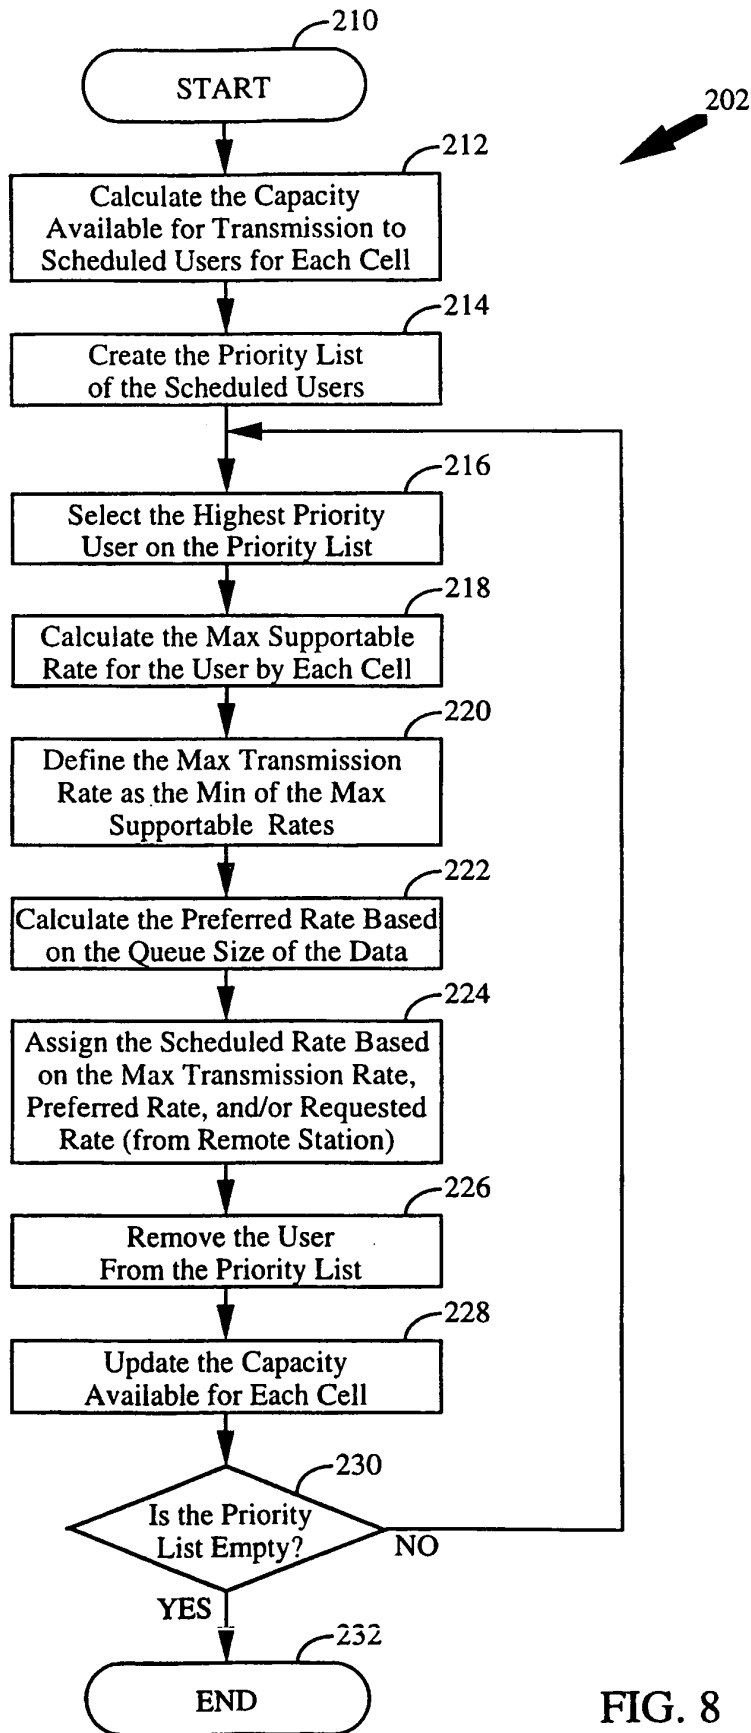 210
START
202
212
Calculate the Capacity
Available for Transmission to
Scheduled Users for Each Cell
214
Create the Priority List
of the Scheduled Users
216
Select the Highest Priority
User on the Priority List
218
Calculate the Max Supportable
Rate for the User by Each Cell
220
Define the Max Transmission
Rate as the Min of the Max
Supportable Rates
222
Calculate the Preferred Rate Based
on the Queue Size of the Data
224
Assign the Scheduled Rate Based
on the Max Transmission Rate,
Preferred Rate, and/or Requested
Rate (from Remote Station)
226
Remove the User
From the Priority List
228
Update the Capacity
Available for Each Cell
230
Is the Priority
List Empty?
NO
YES
232
END
FIG. 8